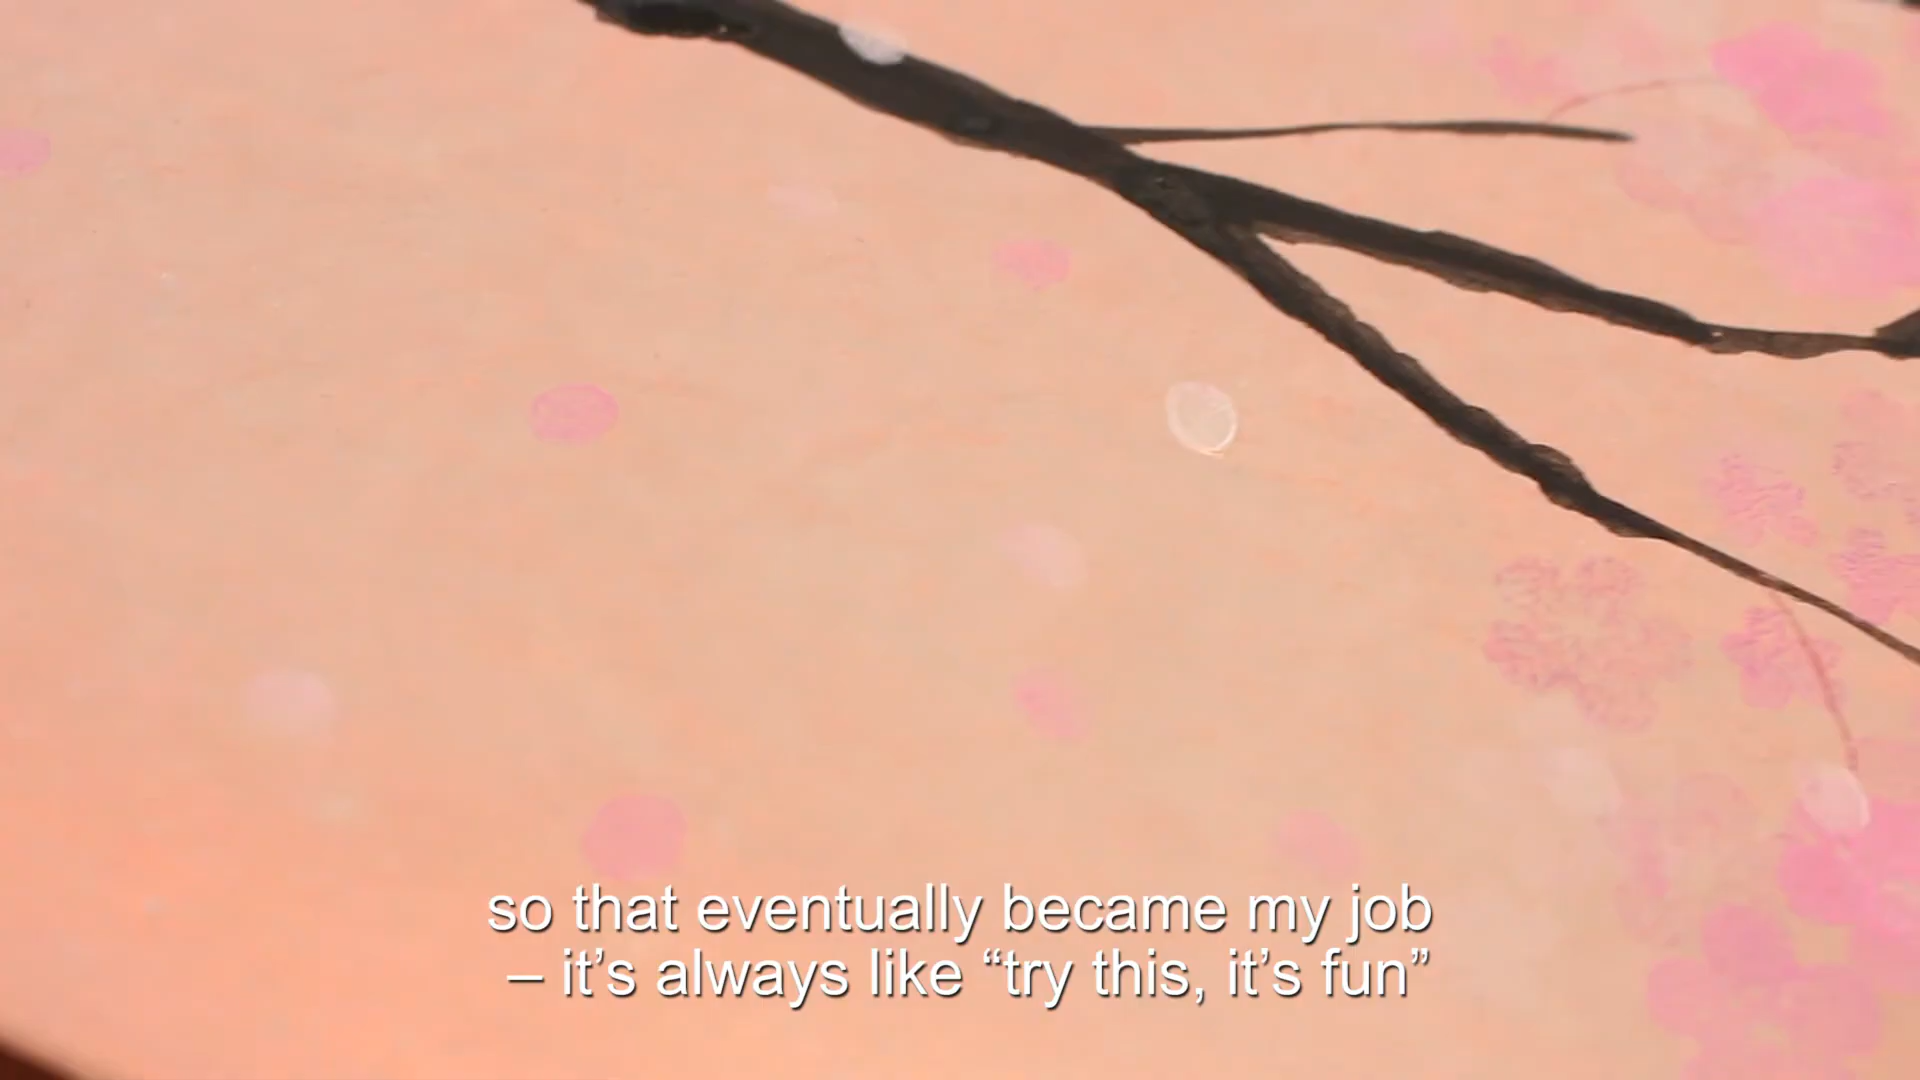 so that eventually became my job
– it’s always like “try this, it’s fun”